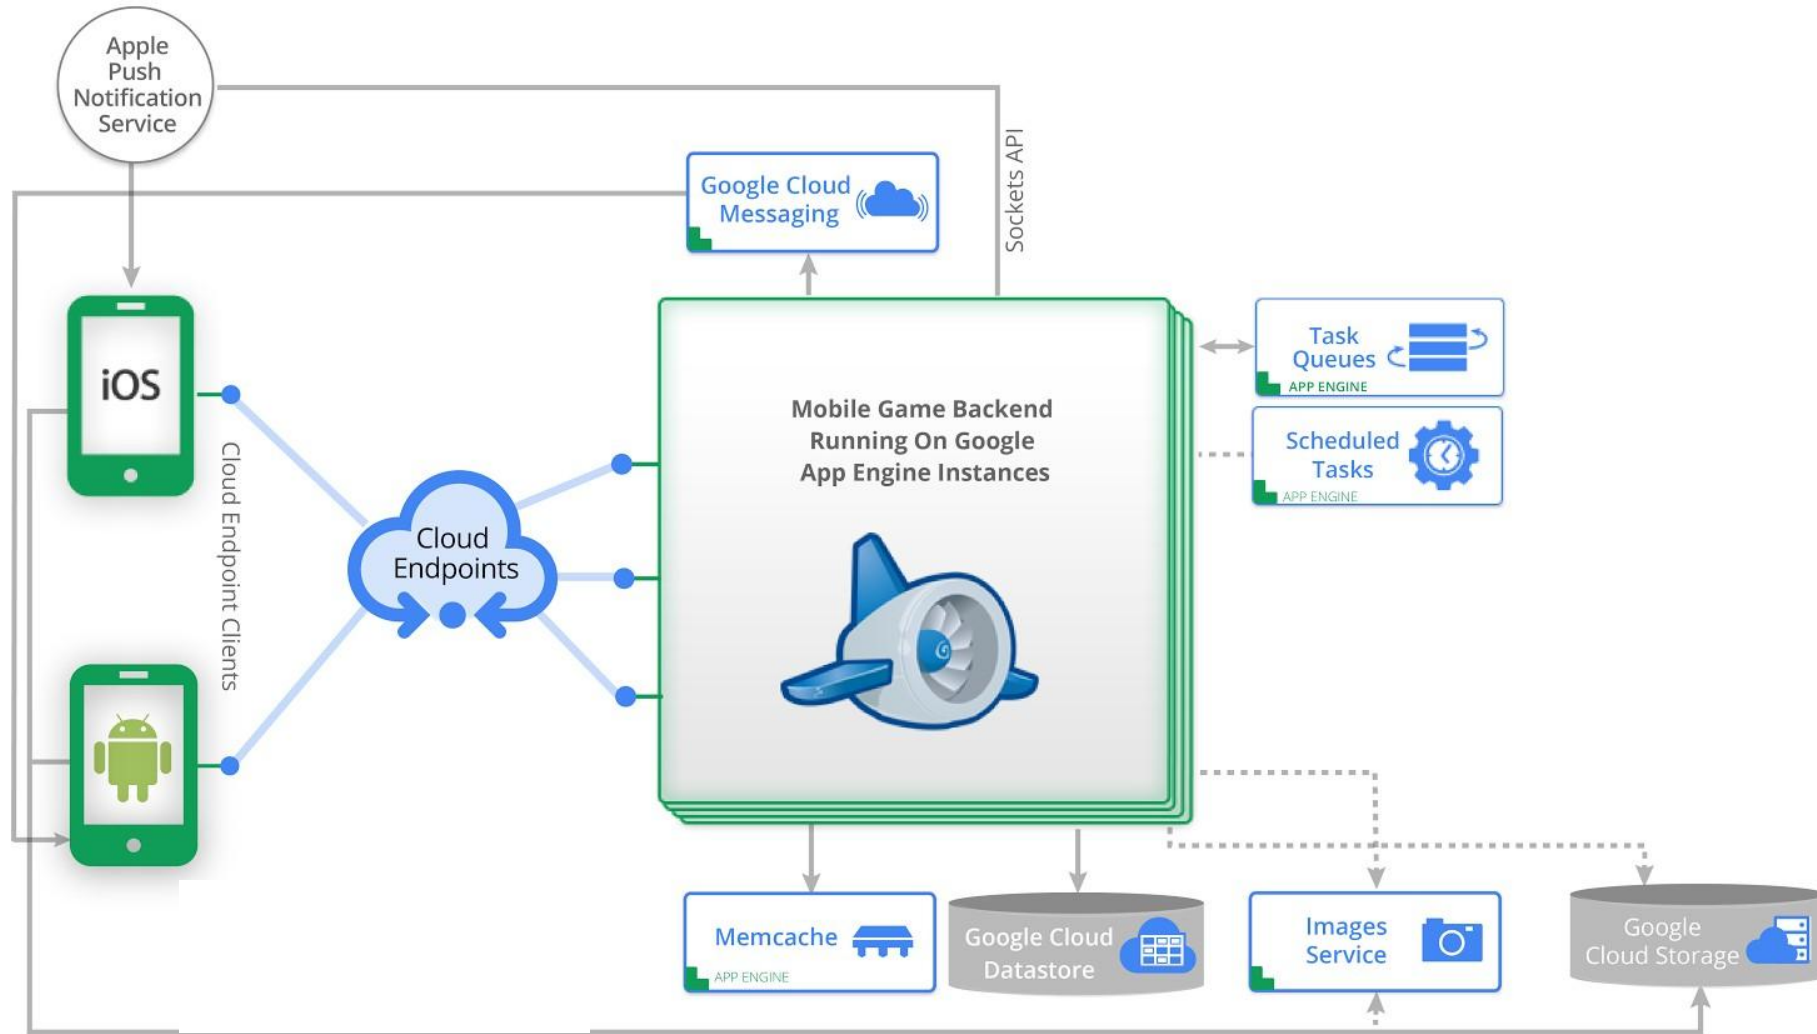 Apple
Push
Notification
Service
Sockets API
Google Cloud
Messaging
iOS
Cloud Endpoint Clients
Cloud
Endpoints
Mobile Game Backend
Running On Google
App Engine Instances
Task
Queues
APP ENGINE
Scheduled
Tasks
APP ENGINE
Memcache
APP ENGINE
Google Cloud
Datastore
Images
Service
Google
Cloud Storage